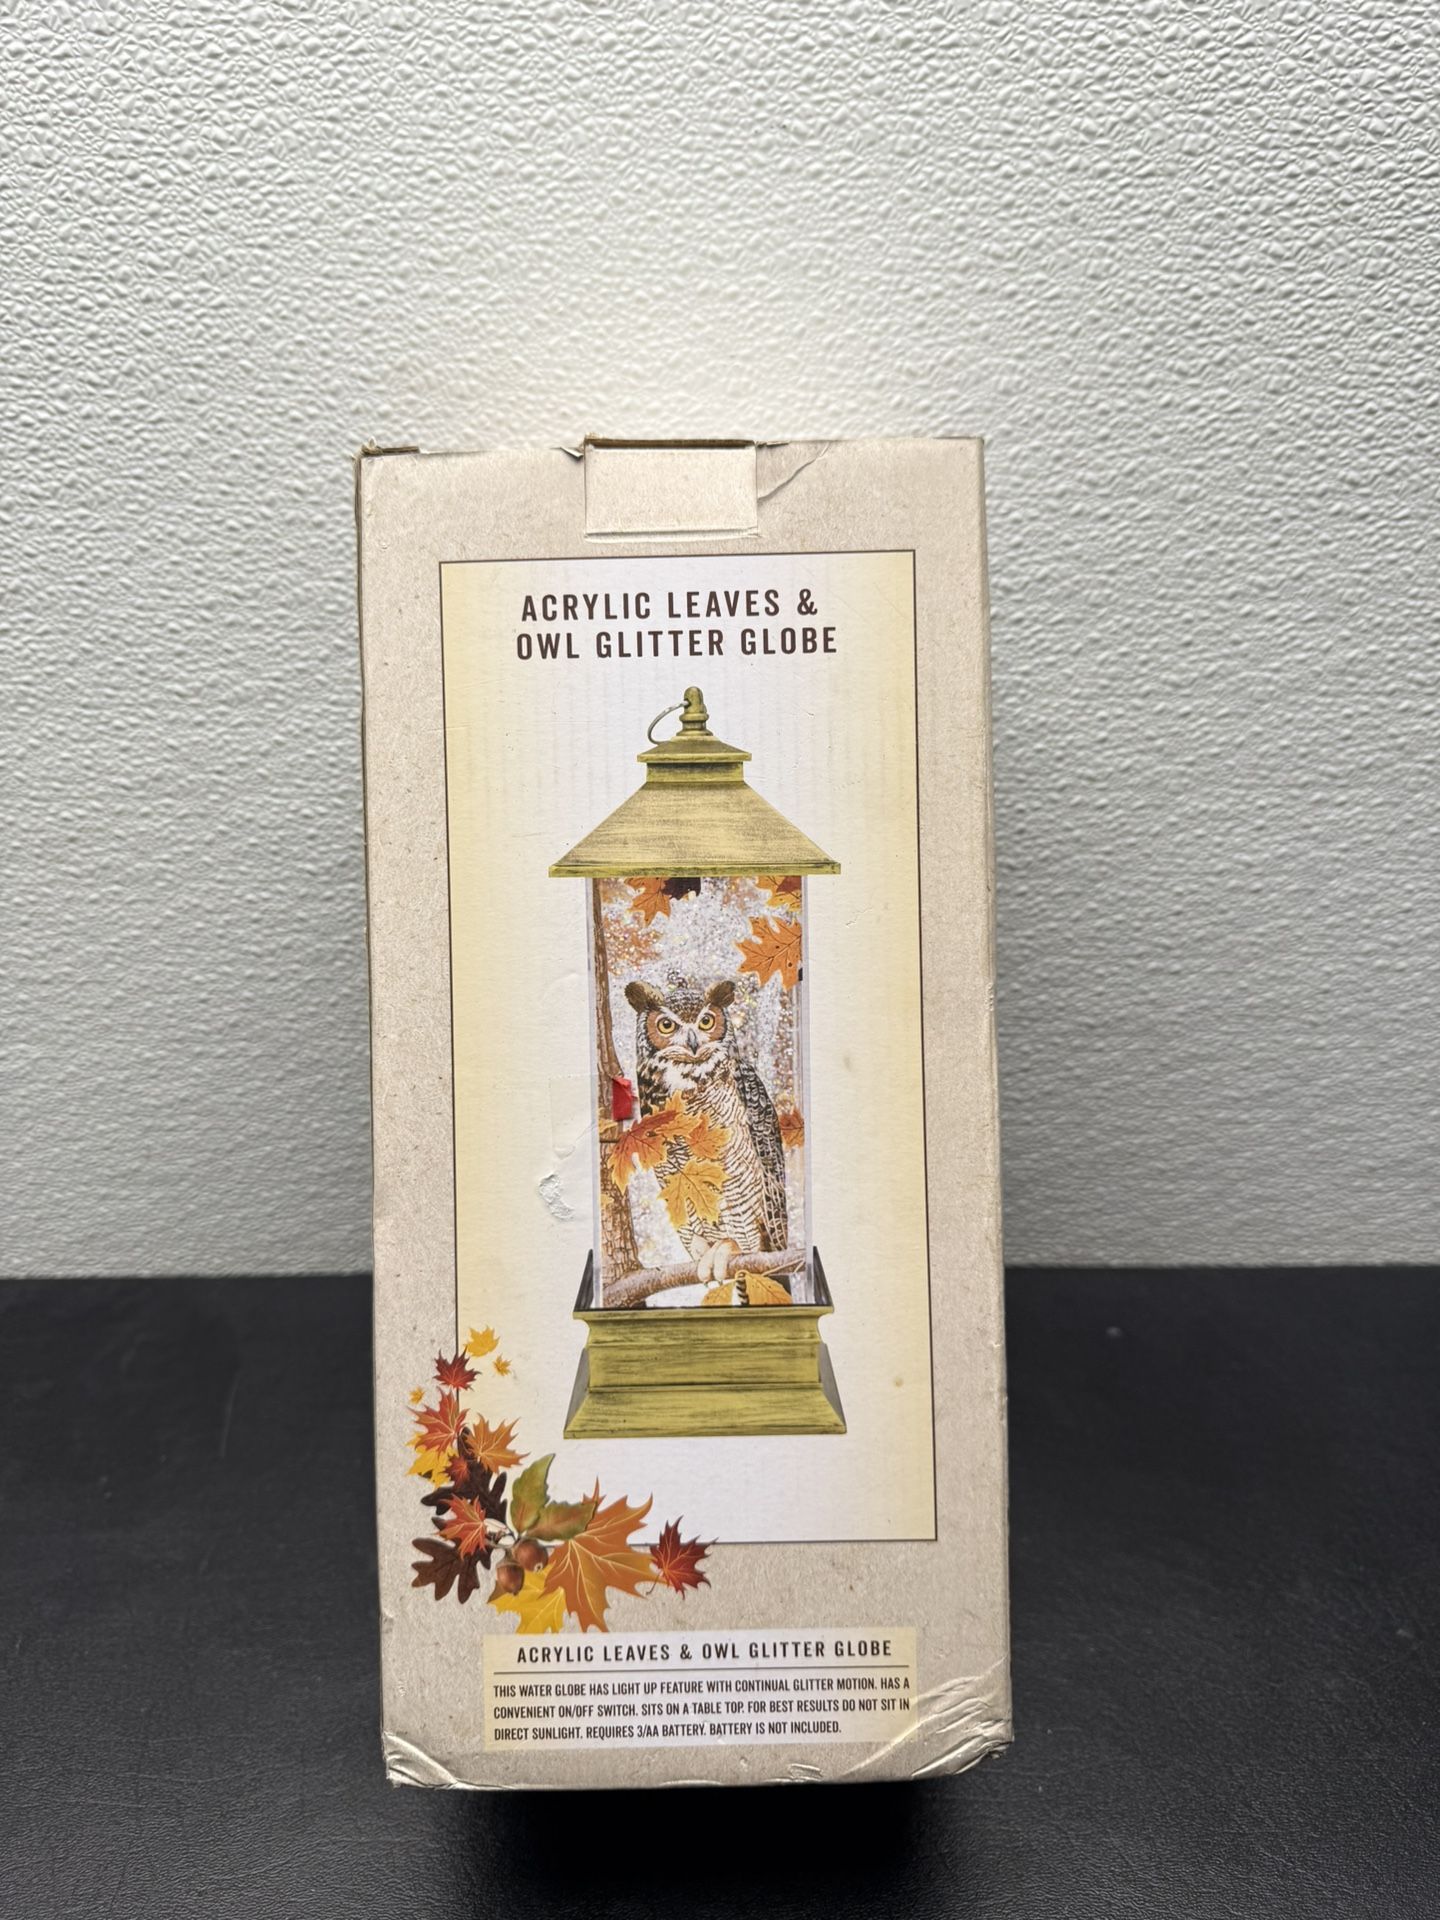 ACRYLIC LEAVES &
OWL GLITTER GLOBE
ACRYLIC LEAVES & OWL GLITTER GLOBE
THIS WATER GLOBE HAS LIGHT UP FEATURE WITH CONTINUAL GLITTER MOTION. HAS A
CONVENIENT ON/OFF SWITCH. SITS ON A TABLE TOP. FOR BEST RESULTS DO NOT SIT IN
DIRECT SUNLIGHT. REQUIRES 3/AA BATTERY. BATTERY IS NOT INCLUDED.